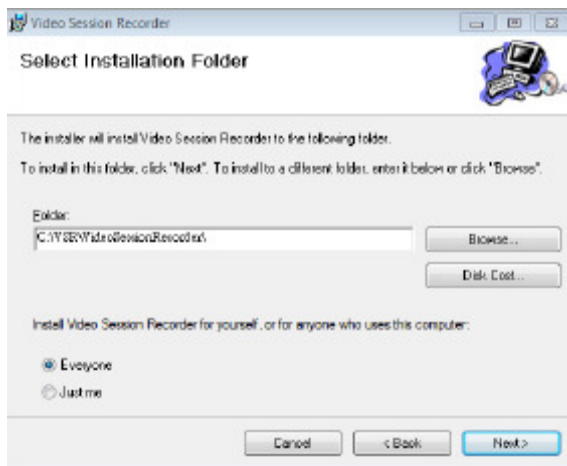 Video Session Recorder
Select Installation Folder
The installer will install Video Session Recorder to the following folder.
To install in this folder, click "Next". To install to a different folder, enter it below or click "Browse".
Folder:
C:\VSR\VideoSessionRecorder\
Browse...
Disk Cost...
Install Video Session Recorder for yourself, or for anyone who uses this computer:
Everyone
Just me
Cancel
< Back
Next >